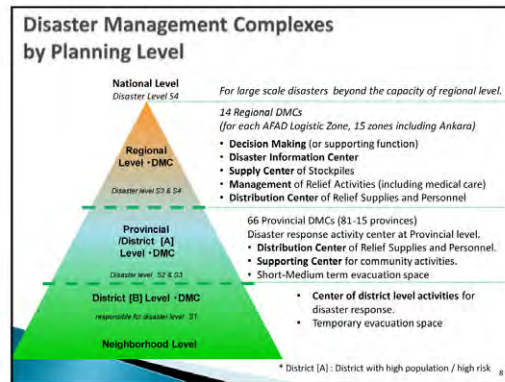 Disaster Management Complexes
by Planning Level
National Level
Disaster Level S4
For large scale disasters beyond the capacity of regional level.
14 Regional DMCs
(for each AFAD Logistic Zone, 15 zones including Ankara)
• Decision Making (or supporting function)
• Disaster Information Center
• Supply Center of Stockpiles
• Management of Relief Activities (including medical care)
• Distribution Center of Relief Supplies and Personnel
Regional
Level・DMC
Disaster level S3 & S4
66 Provincial DMCs (81-15 provinces)
Disaster response activity center at Provincial level.
• Distribution Center of Relief Supplies and Personnel.
• Supporting Center for community activities.
• Short-Medium term evacuation space
Provincial
/District [A]
Level・DMC
Disaster level S2 & S3
District [B] Level・DMC
responsible for disaster level S1
• Center of district level activities for
disaster response.
• Temporary evacuation space
Neighborhood Level
* District [A] : District with high population / high risk
8